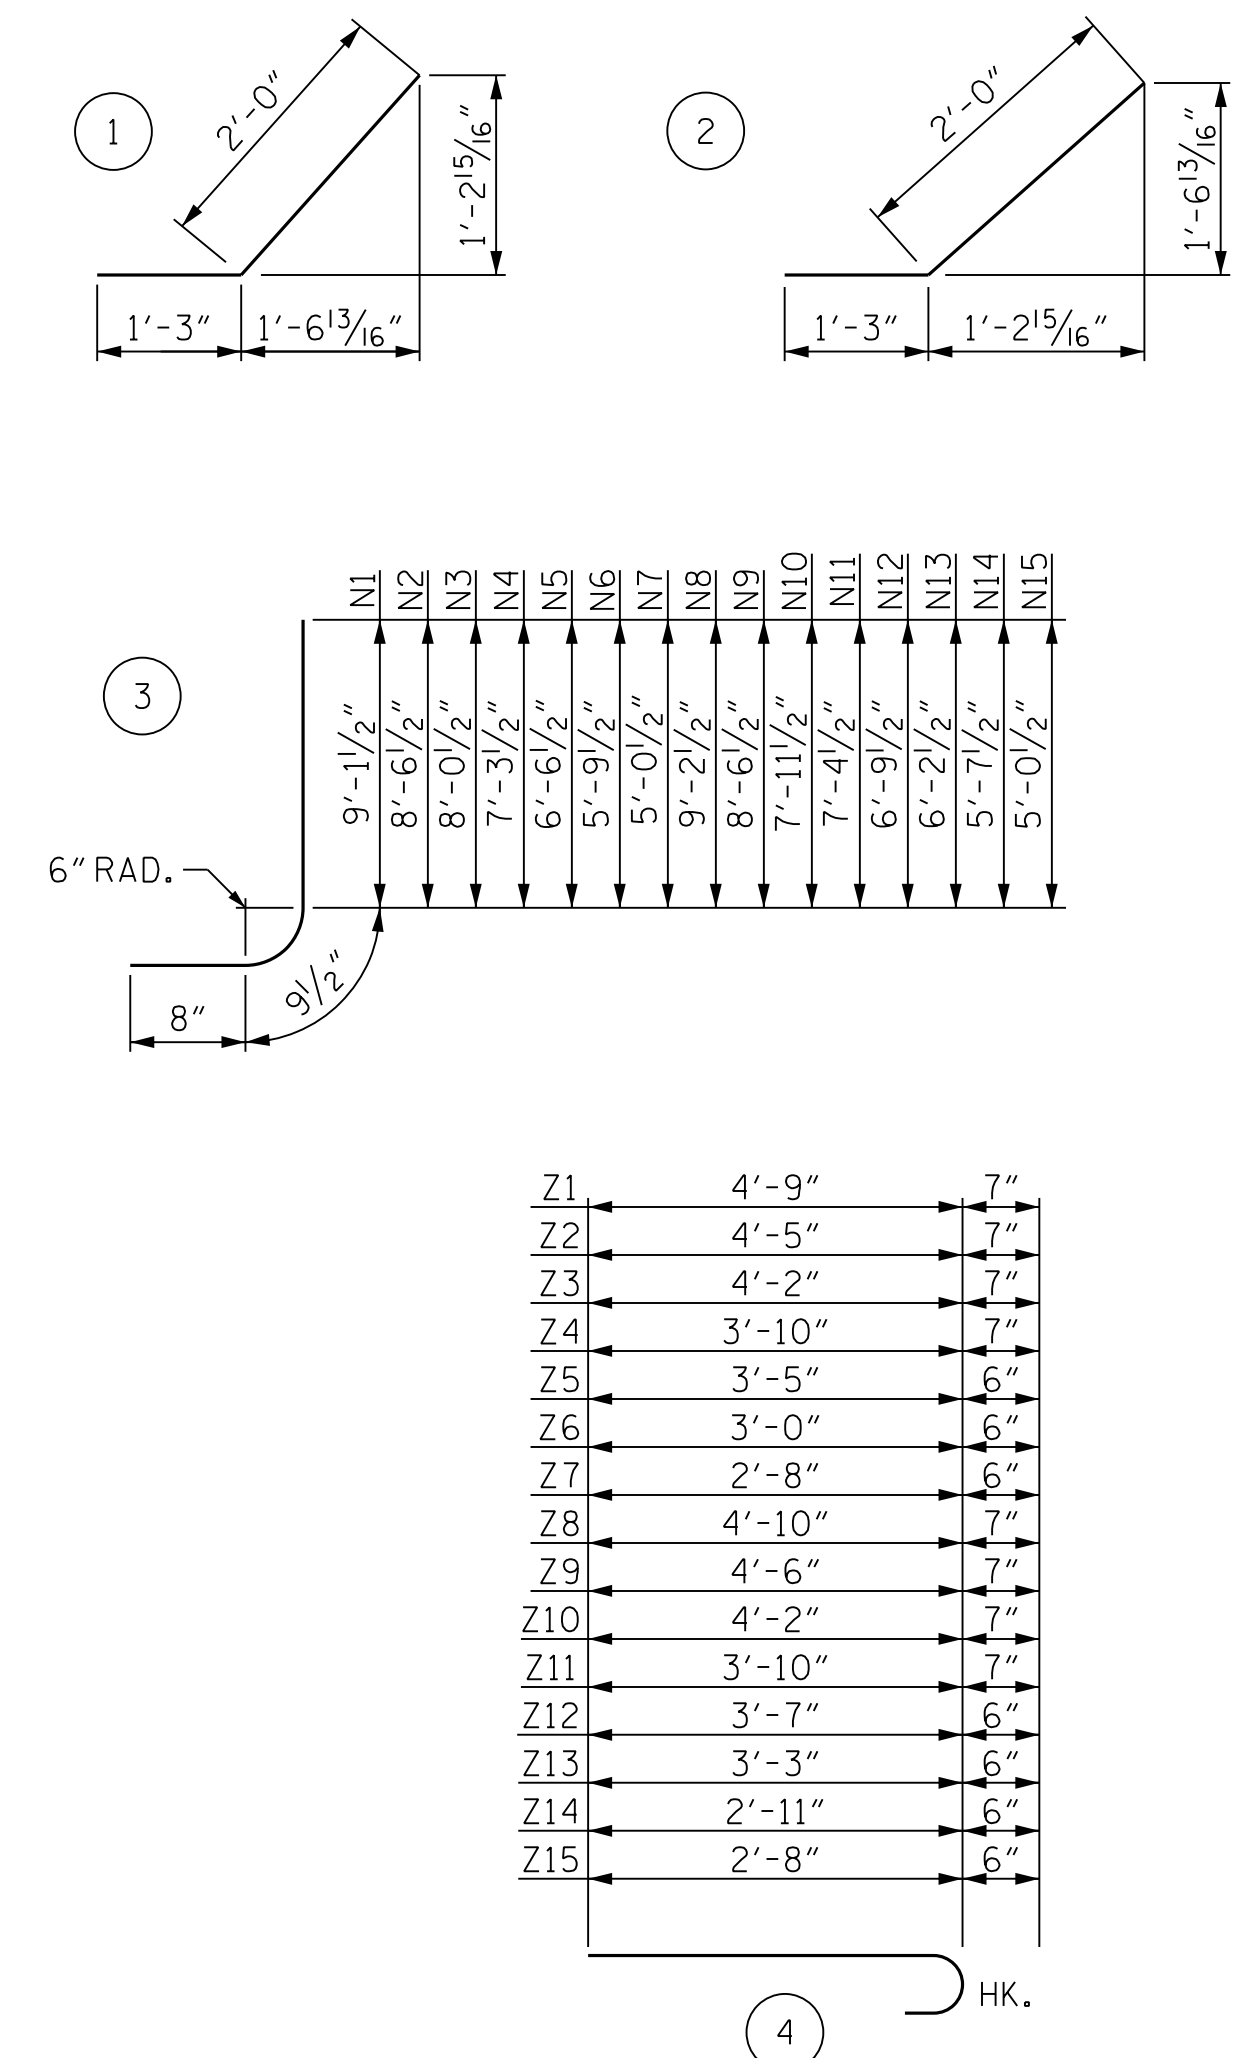 1
2'-0"
1'-2 15/16"
1'-3"
1'-6 13/16"
2
2'-0"
1'-6 13/16"
1'-3"
1'-2 15/16"
3
N1
N2
N3
N4
N5
N6
N7
N8
N9
N10
N11
N12
N13
N14
N15
9'-1 1/2"
8'-6 1/2"
8'-0 1/2"
7'-3 1/2"
6'-6 1/2"
5'-9 1/2"
5'-0 1/2"
9'-2 1/2"
8'-6 1/2"
7'-11 1/2"
7'-4 1/2"
6'-9 1/2"
6'-2 1/2"
5'-7 1/2"
5'-0 1/2"
6" RAD.
9 1/2"
8"
Z1 4'-9" 7"
Z2 4'-5" 7"
Z3 4'-2" 7"
Z4 3'-10" 7"
Z5 3'-5" 6"
Z6 3'-0" 6"
Z7 2'-8" 6"
Z8 4'-10" 7"
Z9 4'-6" 7"
Z10 4'-2" 7"
Z11 3'-10" 7"
Z12 3'-7" 6"
Z13 3'-3" 6"
Z14 2'-11" 6"
Z15 2'-8" 6"
HK.
4